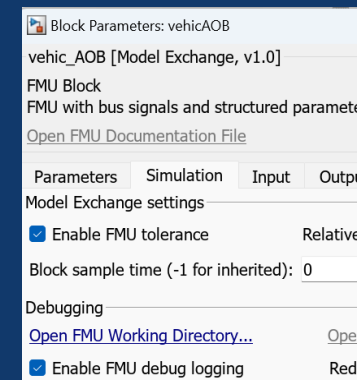 Block Parameters: vehicAOB
vehic_AOB [Model Exchange, v1.0]
FMU Block
FMU with bus signals and structured paramete
Open FMU Documentation File
Parameters Simulation Input Outpu
Model Exchange settings
Enable FMU tolerance Relative
Block sample time (-1 for inherited): 0
Debugging
Open FMU Working Directory... Ope
Enable FMU debug logging Red